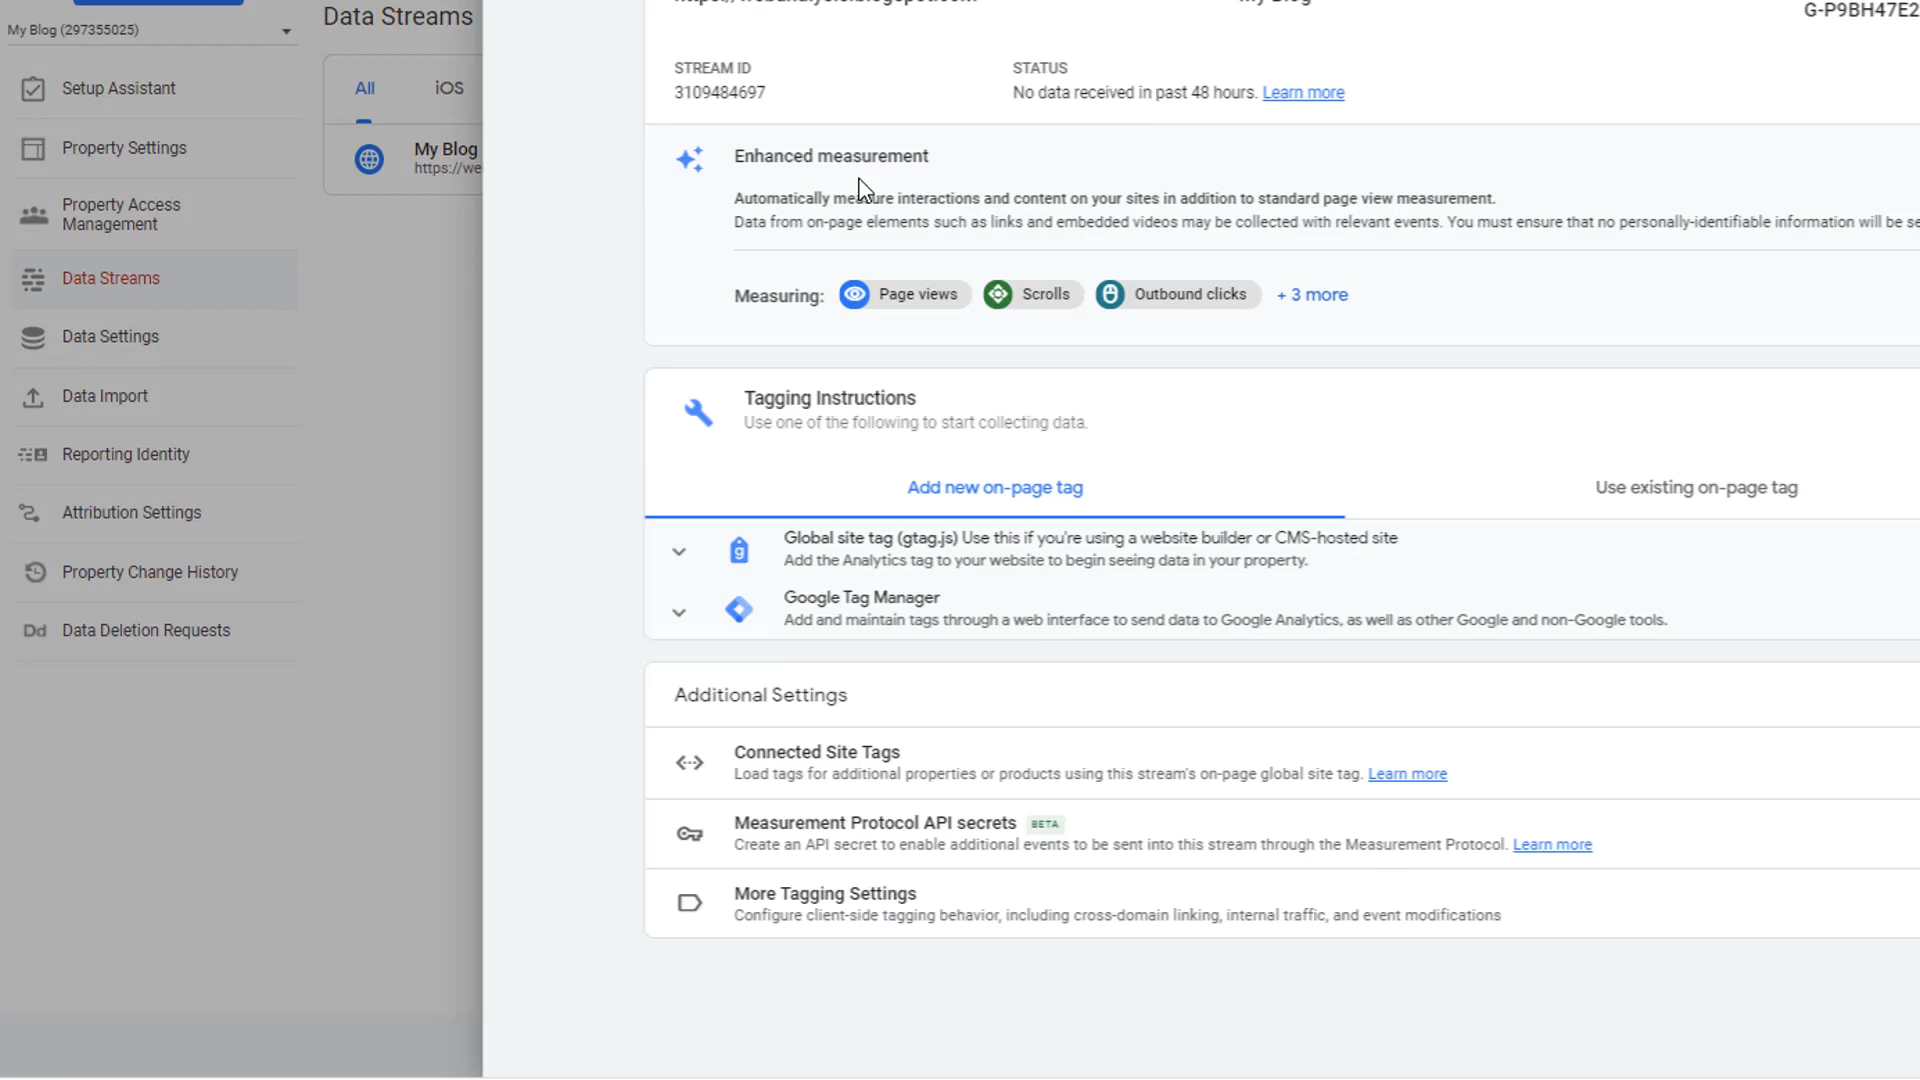 My Blog (297355025)
Setup Assistant
Property Settings
Property Access
Management
Data Streams
Data Settings
Data Import
Reporting Identity
Attribution Settings
Property Change History
Dd Data Deletion Requests
Data Streams
All iOS
My Blog
https://we
My Blog
G-P9BH47E2
STREAM ID
3109484697
STATUS
No data received in past 48 hours. Learn more
Enhanced measurement
Automatically measure interactions and content on your sites in addition to standard page view measurement.
Data from on-page elements such as links and embedded videos may be collected with relevant events. You must ensure that no personally-identifiable information will be se
Measuring: Page views Scrolls Outbound clicks + 3 more
Tagging Instructions
Use one of the following to start collecting data.
Add new on-page tag Use existing on-page tag
g
Global site tag (gtag.js) Use this if you're using a website builder or CMS-hosted site
Add the Analytics tag to your website to begin seeing data in your property.
Google Tag Manager
Add and maintain tags through a web interface to send data to Google Analytics, as well as other Google and non-Google tools.
Additional Settings
Connected Site Tags
Load tags for additional properties or products using this stream's on-page global site tag. Learn more
Measurement Protocol API secrets BETA
Create an API secret to enable additional events to be sent into this stream through the Measurement Protocol. Learn more
More Tagging Settings
Configure client-side tagging behavior, including cross-domain linking, internal traffic, and event modifications